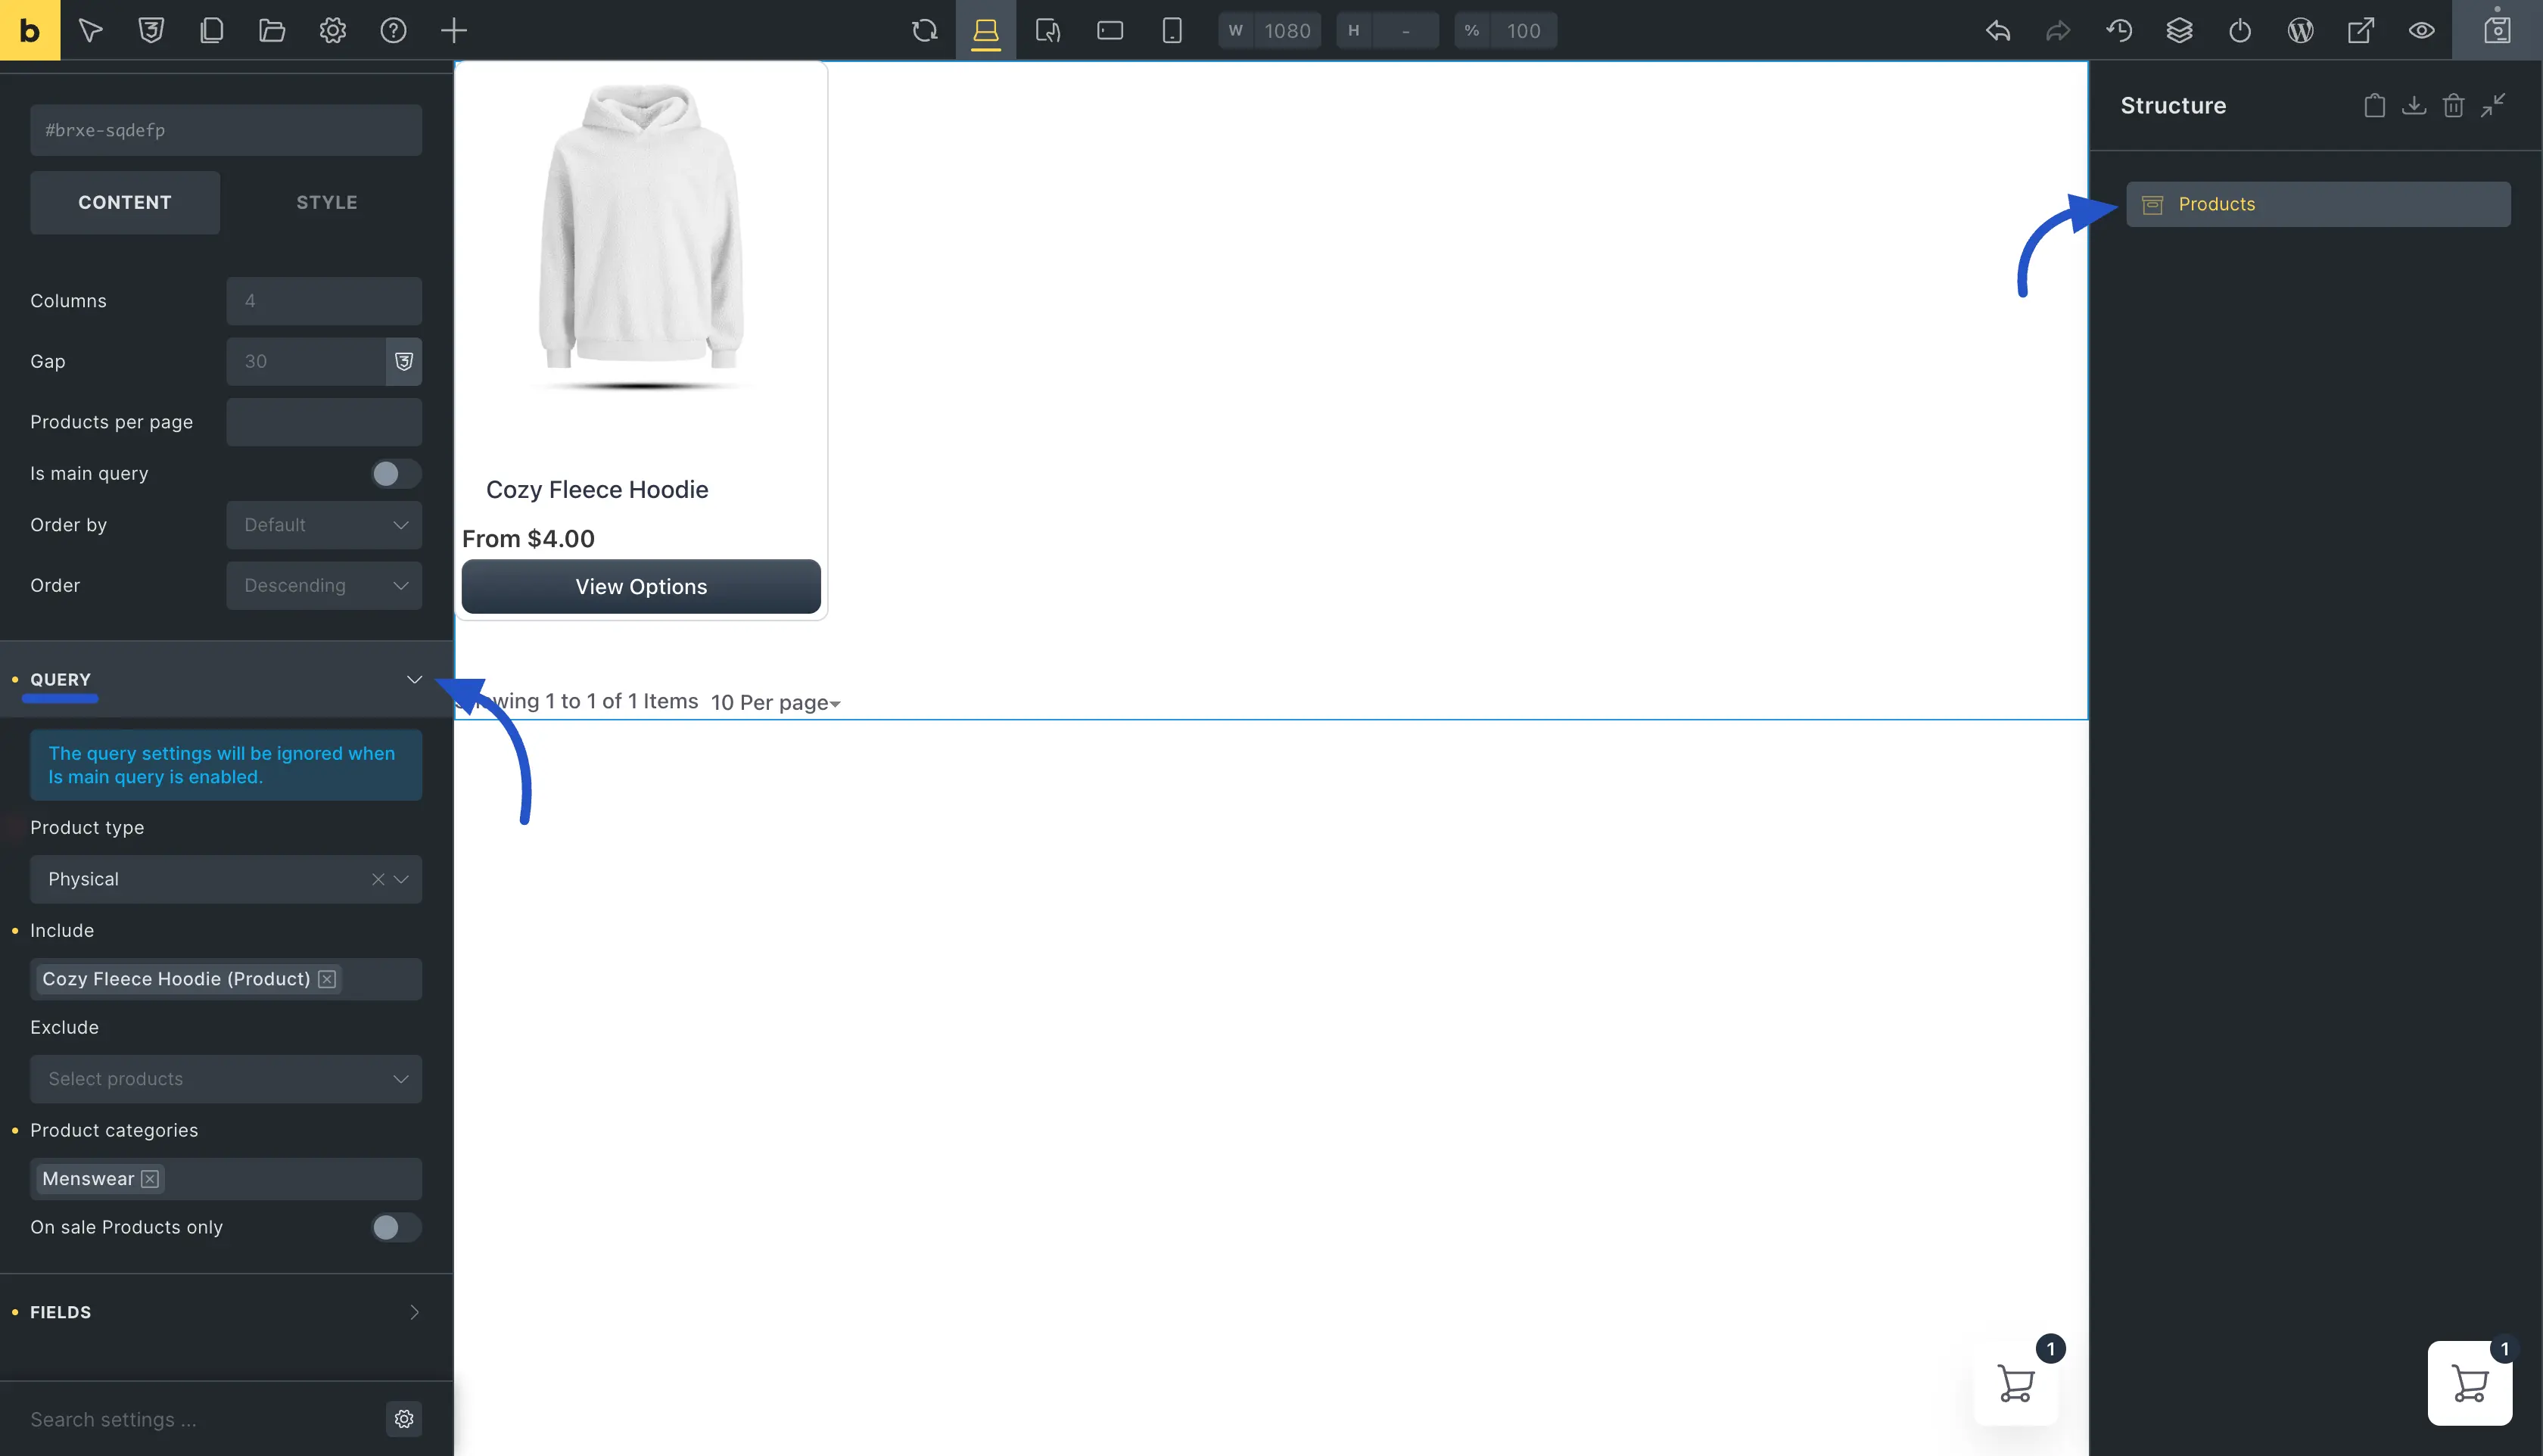 b
W 1080
H -
% 100
#brxe-sqdefp
CONTENT
STYLE
Columns
4
Gap
30
Products per page
Is main query
Order by
Default
Order
Descending
QUERY
The query settings will be ignored when
Is main query is enabled.
Product type
Physical
Include
Cozy Fleece Hoodie (Product)
Exclude
Select products
Product categories
Menswear
On sale Products only
FIELDS
Search settings ...
Cozy Fleece Hoodie
From $4.00
View Options
wing 1 to 1 of 1 Items
10 Per page
1
Structure
Products
1